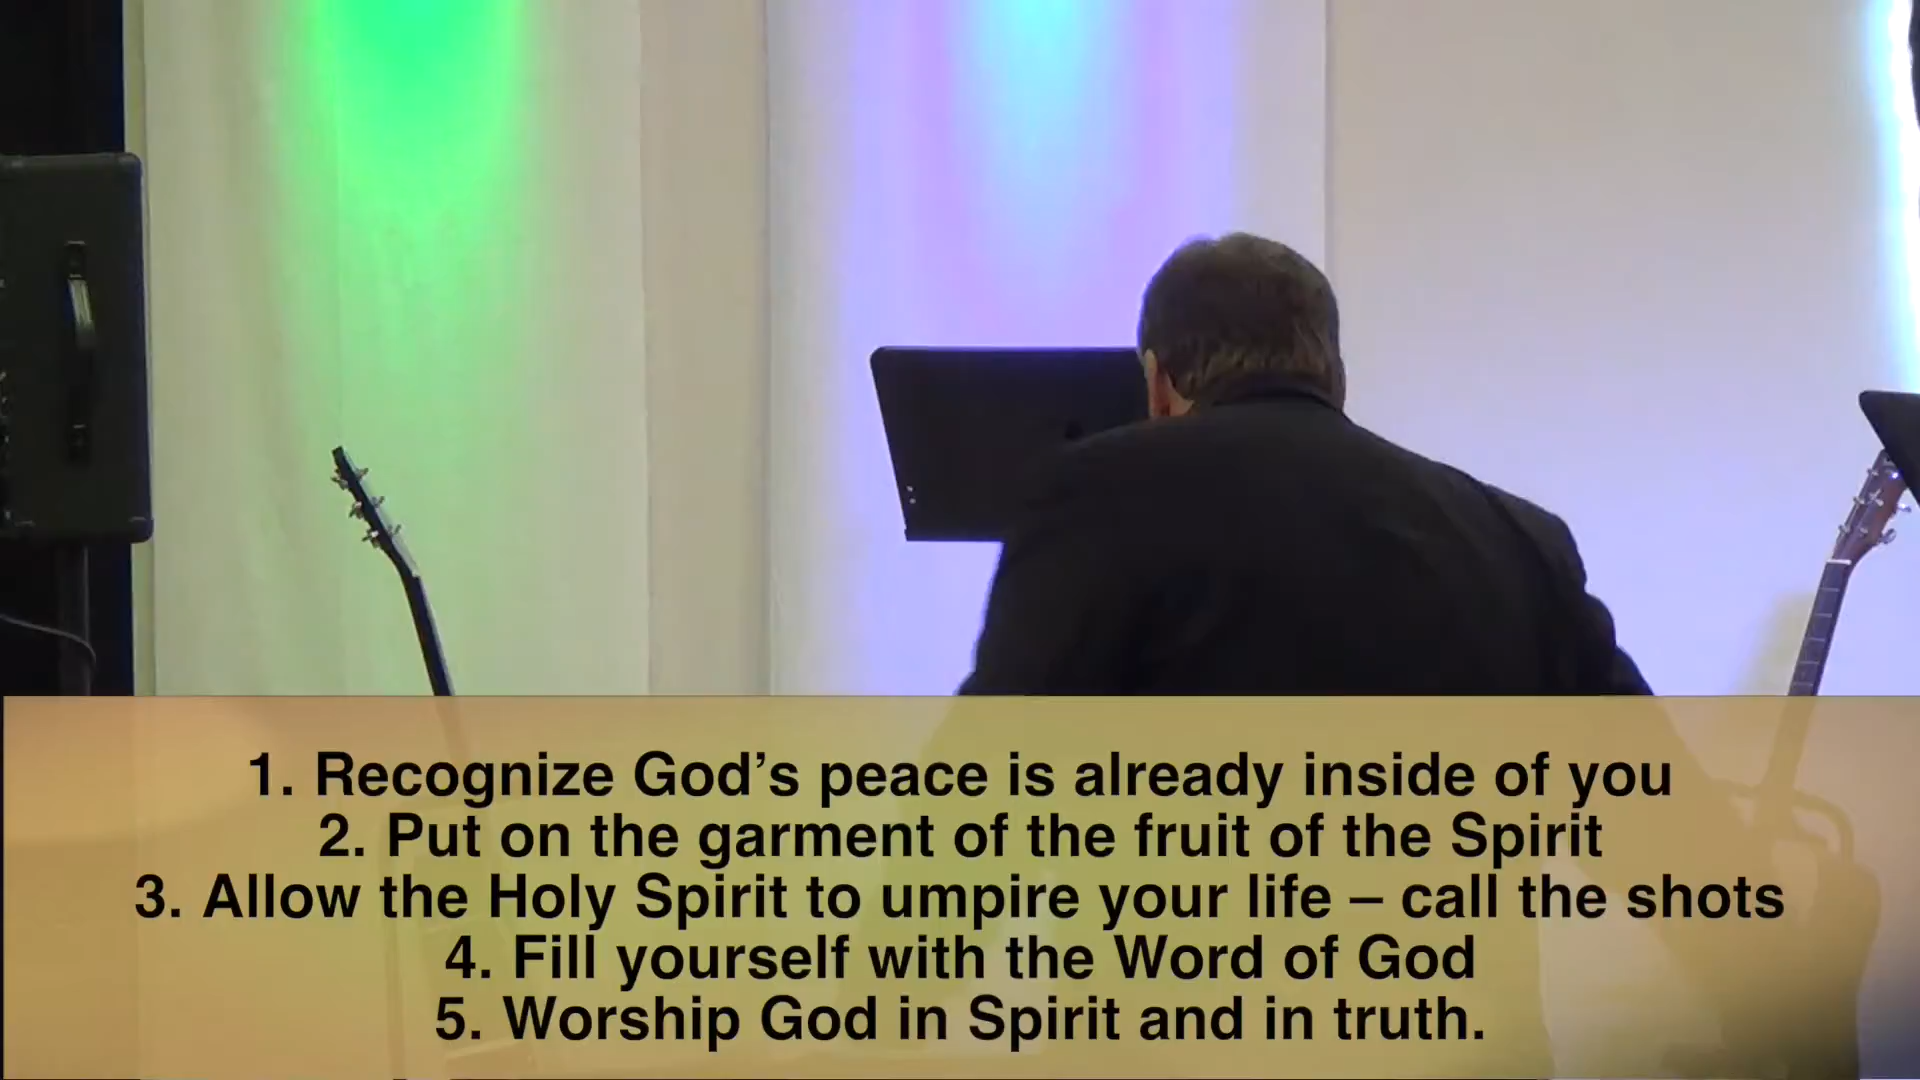 1. Recognize God’s peace is already inside of you
2. Put on the garment of the fruit of the Spirit
3. Allow the Holy Spirit to umpire your life – call the shots
4. Fill yourself with the Word of God
5. Worship God in Spirit and in truth.